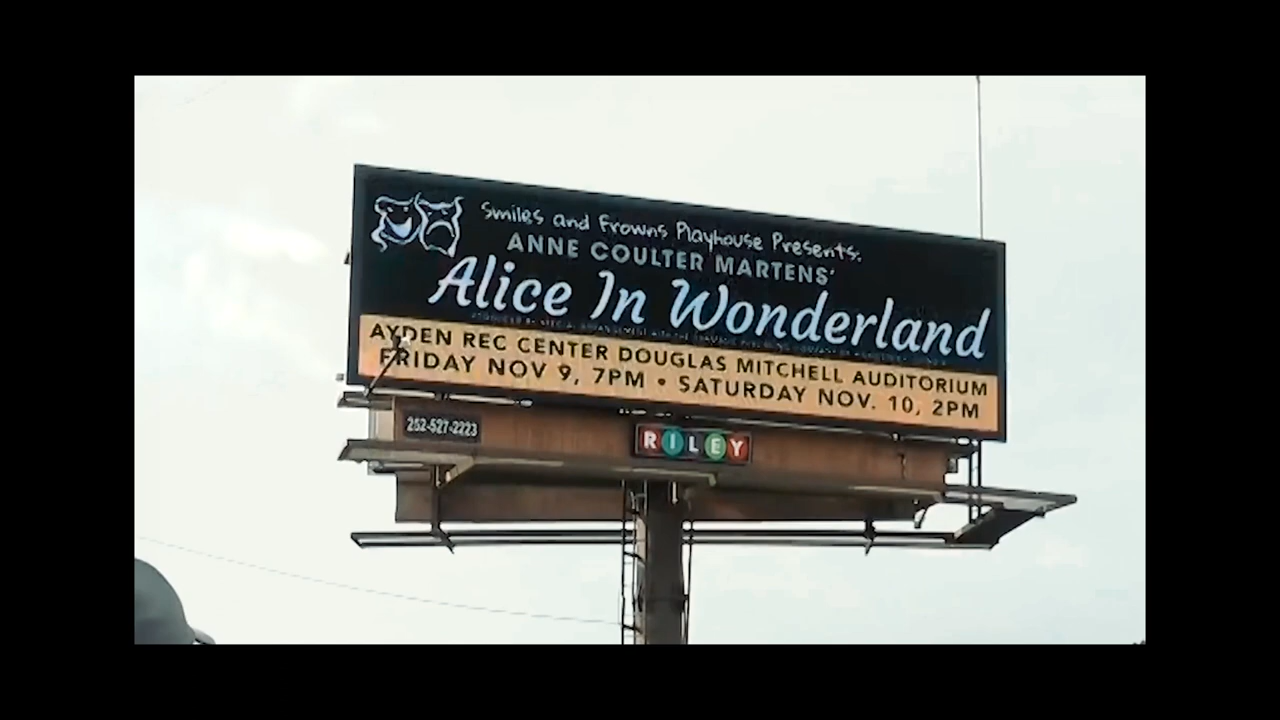 Smiles and Frowns Playhouse Presents:
ANNE COULTER MARTENS'
Alice In Wonderland
AYDEN REC CENTER DOUGLAS MITCHELL AUDITORIUM
FRIDAY NOV 9, 7PM • SATURDAY NOV. 10, 2PM
252-527-2223
RILEY